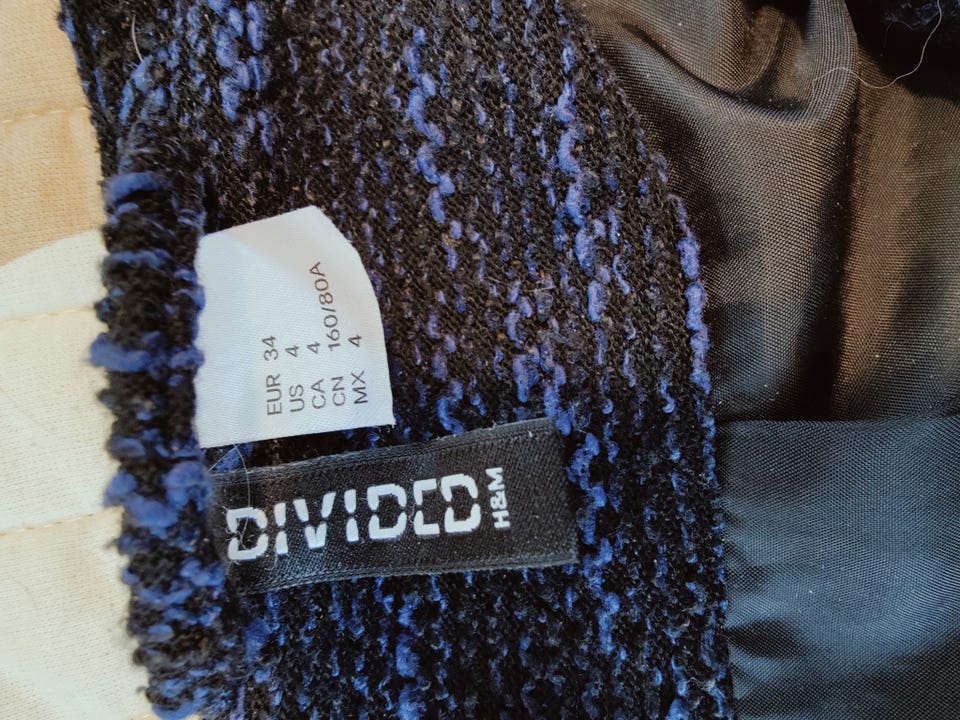 EUR 34
US 4
CA 4
CN 160/80A
MX 4
DIVIDED
H&M